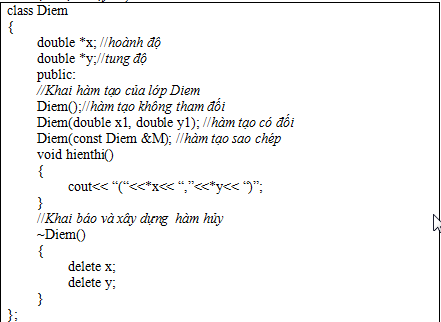 class Diem
{
double *x; //hoành độ
double *y;//tung độ
public:
//Khai hàm tạo của lớp Diem
Diem();//hàm tạo không tham đối
Diem(double x1, double y1); //hàm tạo có đối
Diem(const Diem &M); //hàm tạo sao chép
void hienthi()
{
cout<< “(“<<*x<< “,”<<*y<< “)”;
}
//Khai báo và xây dựng hàm hủy
~Diem()
{
delete x;
delete y;
}
};